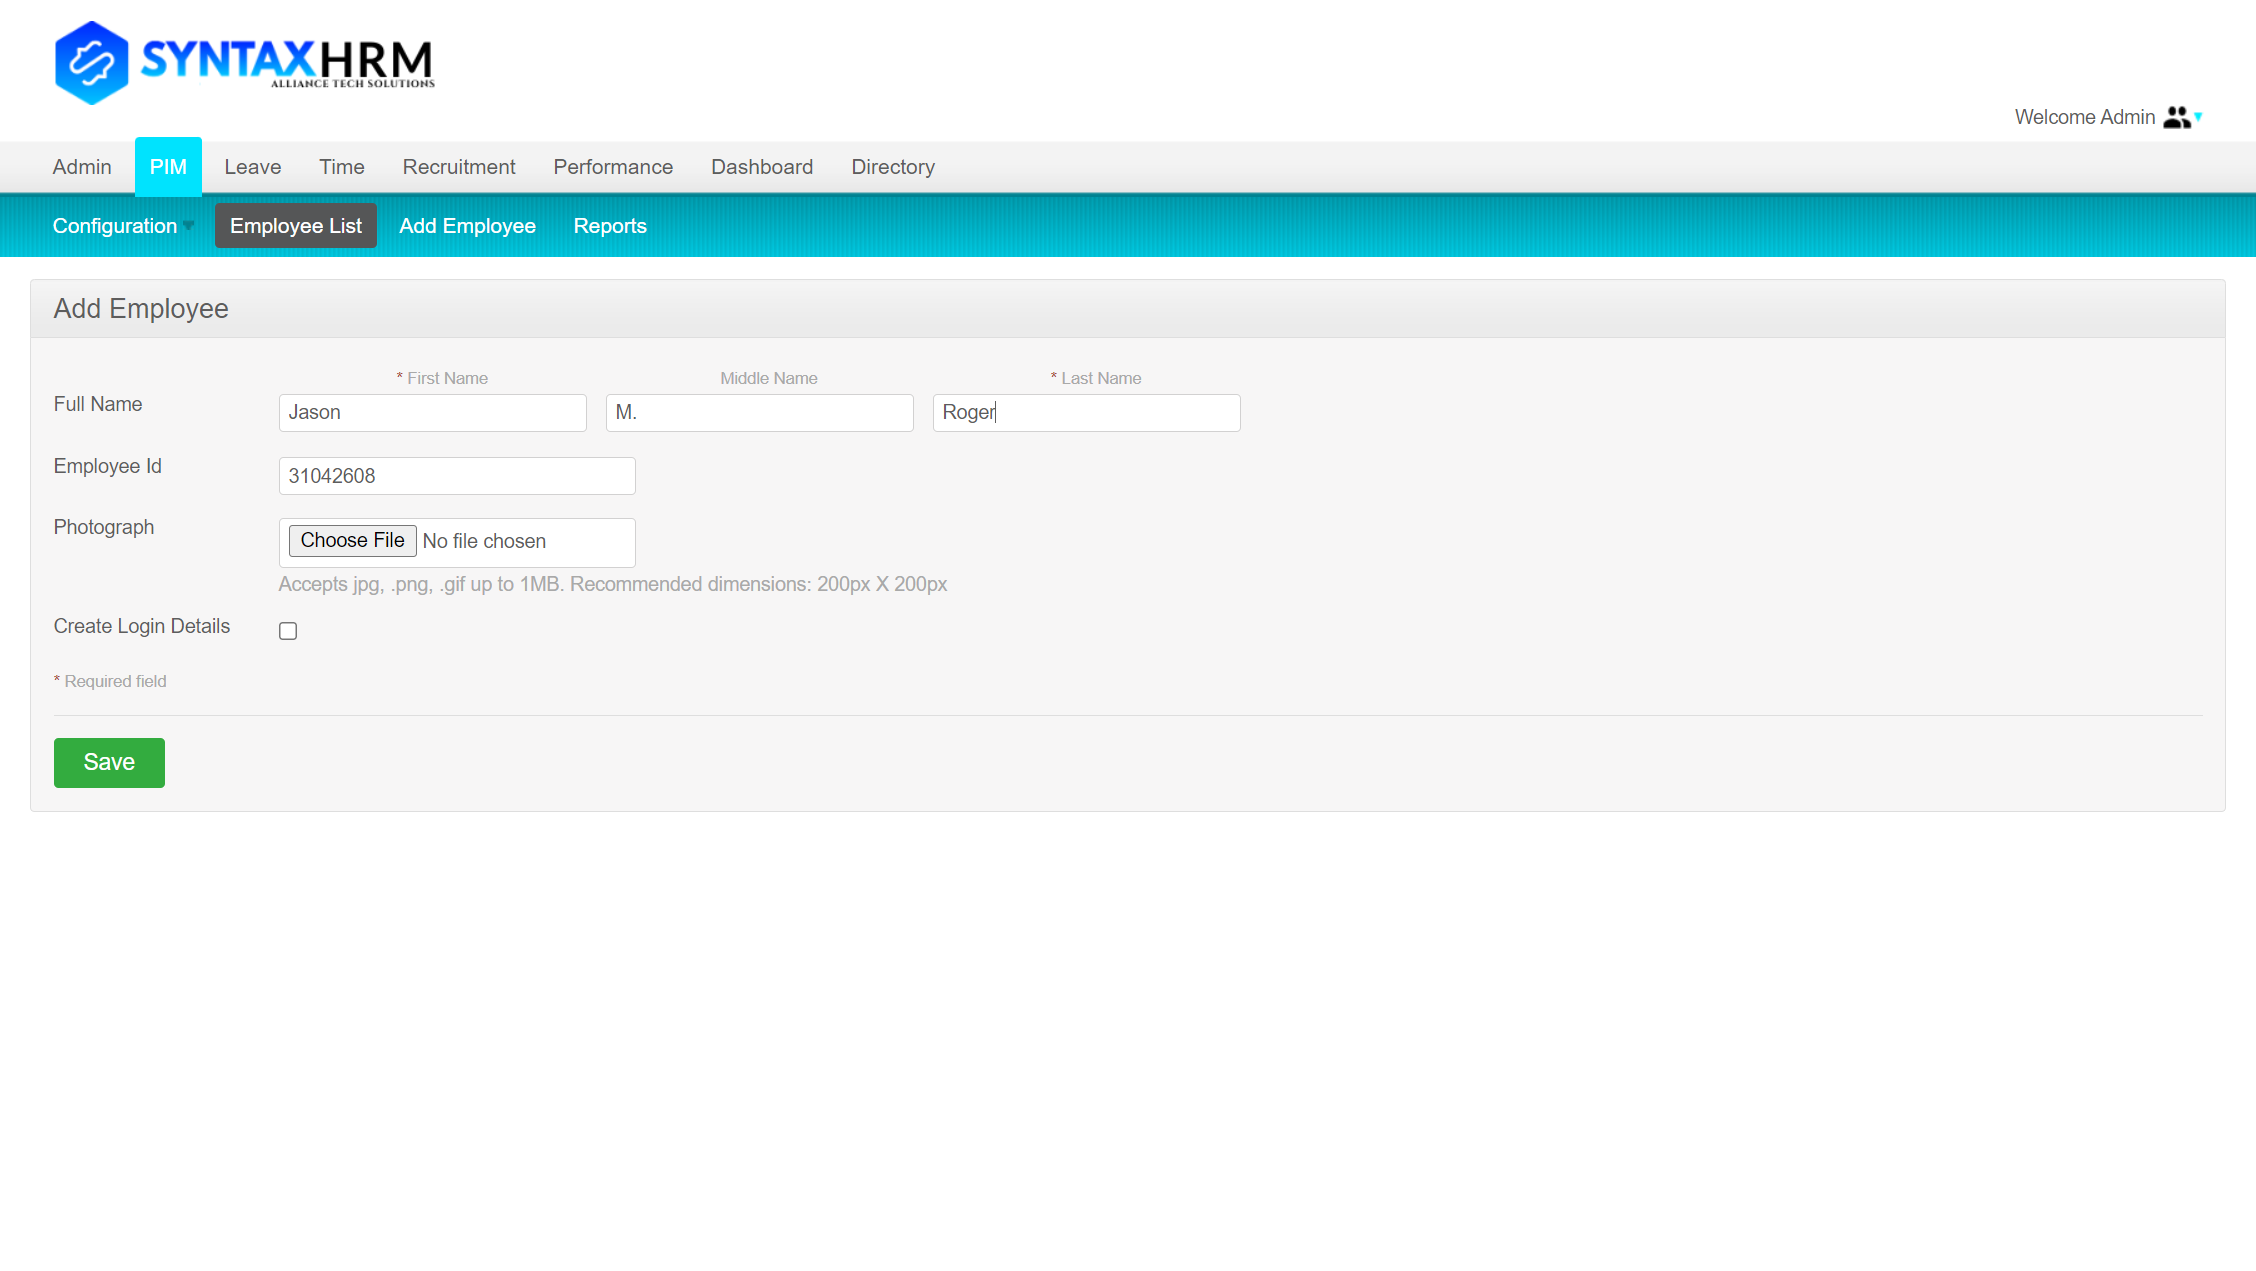 SYNTAXHRM
ALLIANCE TECH SOLUTIONS
Welcome Admin
Admin PIM Leave Time Recruitment Performance Dashboard Directory
Configuration Employee List Add Employee Reports
Add Employee
* First Name Middle Name * Last Name
Full Name Jason M. Roger
Employee Id 31042608
Photograph Choose File No file chosen
Accepts jpg, .png, .gif up to 1MB. Recommended dimensions: 200px X 200px
Create Login Details
* Required field
Save